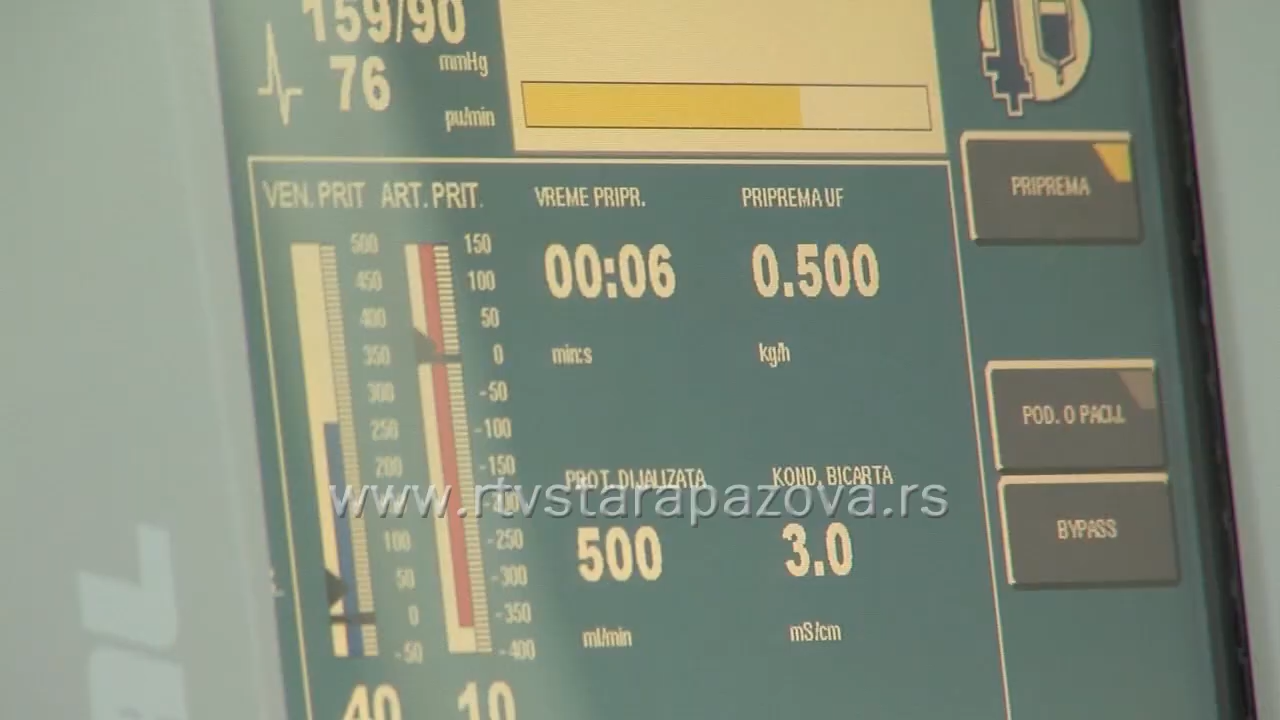 159/90
mmHg
76
pu/min
VEN. PRIT ART. PRIT. VREME PRIPR. PRIPREMA UF
PRIPREMA
500 150
450 100
400 50
350 0
300 -50
250 -100
200 -150
100 -250
50 -300
0 -350
-50 -400
00:06 0.500
min:s kg/h
POD. O PACIJ.
PROT. DIJALIZATA KOND. BICARTA
www.rtvstarapazova.rs
500 3.0
BYPASS
ml/min mS/cm
40 10